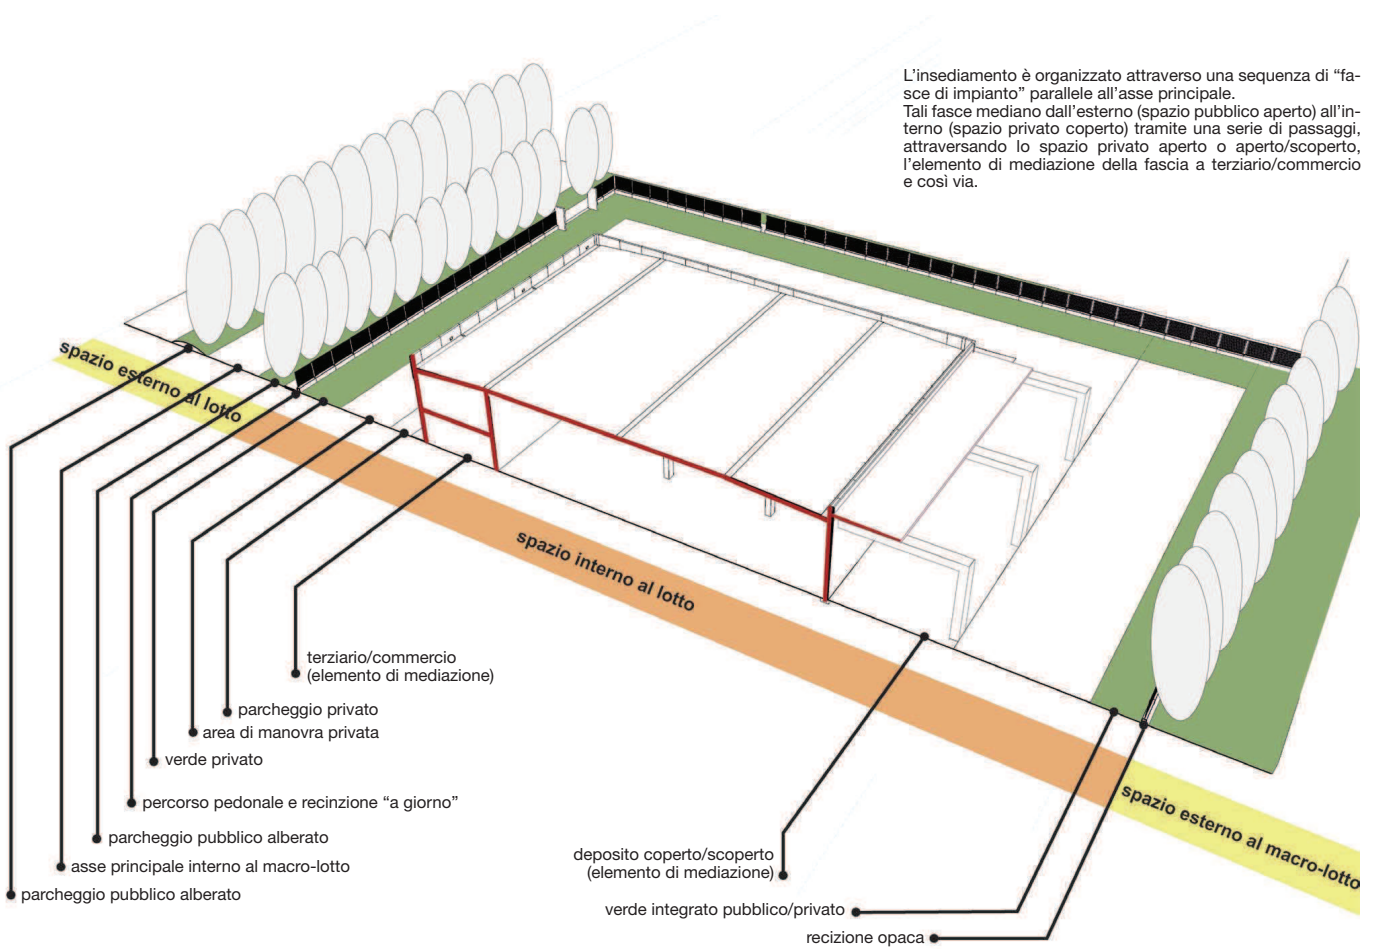 L'insediamento è organizzato attraverso una sequenza di “fa-
sce di impianto” parallele all'asse principale.
Tali fasce mediano dall'esterno (spazio pubblico aperto) all'in-
terno (spazio privato coperto) tramite una serie di passaggi,
attraversando lo spazio privato aperto o aperto/scoperto,
l'elemento di mediazione della fascia a terziario/commercio
e così via.
spazio esterno al lotto
spazio interno al lotto
spazio esterno al macro-lotto
terziario/commercio
(elemento di mediazione)
parcheggio privato
area di manovra privata
verde privato
percorso pedonale e recinzione “a giorno”
parcheggio pubblico alberato
asse principale interno al macro-lotto
parcheggio pubblico alberato
deposito coperto/scoperto
(elemento di mediazione)
verde integrato pubblico/privato
recizione opaca